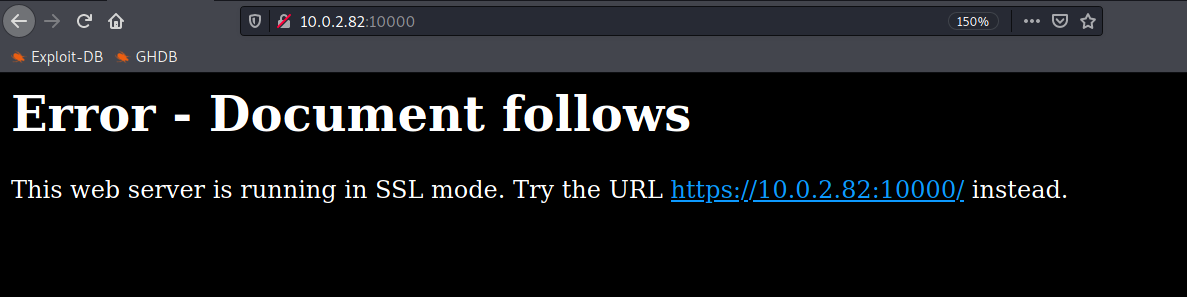 10.0.2.82:10000
150%
Exploit-DB GHDB
Error - Document follows
This web server is running in SSL mode. Try the URL https://10.0.2.82:10000/ instead.